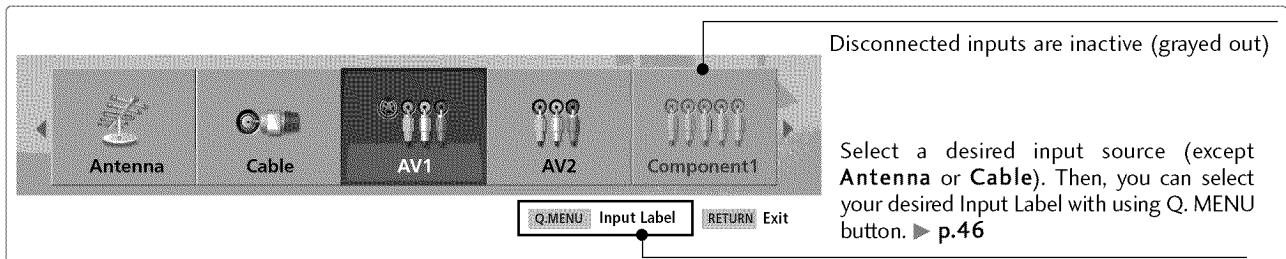 Disconnected inputs are inactive (grayed out)
Antenna Cable AV1 AV2 Component1
Select a desired input source (except
Antenna or Cable). Then, you can select
your desired Input Label with using Q. MENU
button. ▶ p.46
Q.MENU Input Label RETURN Exit